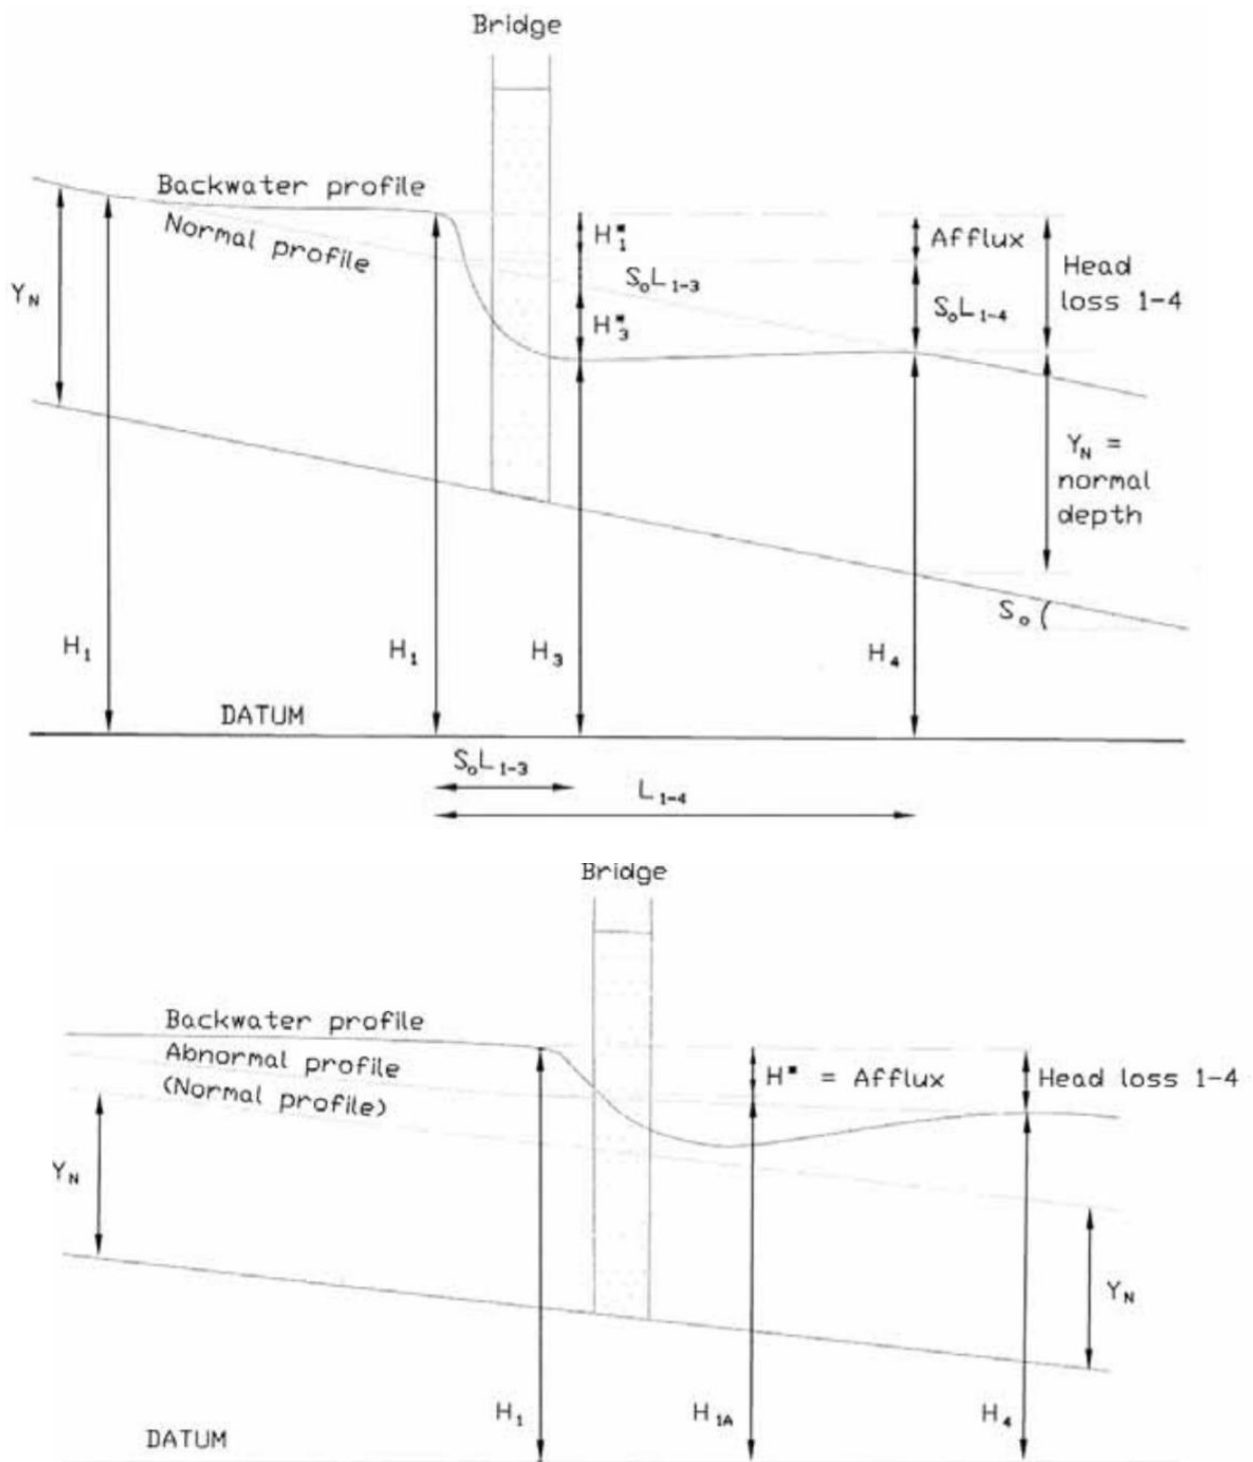 Bridge
Backwater profile
Normal profile
Y_N
H*_1
S_oL_1-3
H*_3
Afflux
S_oL_1-4
Head
loss 1-4
Y_N =
normal
depth
S_o
H_1
H_1
H_3
H_4
DATUM
S_oL_1-3
L_1-4
Bridge
Backwater profile
Abnormal profile
(Normal profile)
H* = Afflux
Head loss 1-4
Y_N
Y_N
H_1
H_1A
H_4
DATUM